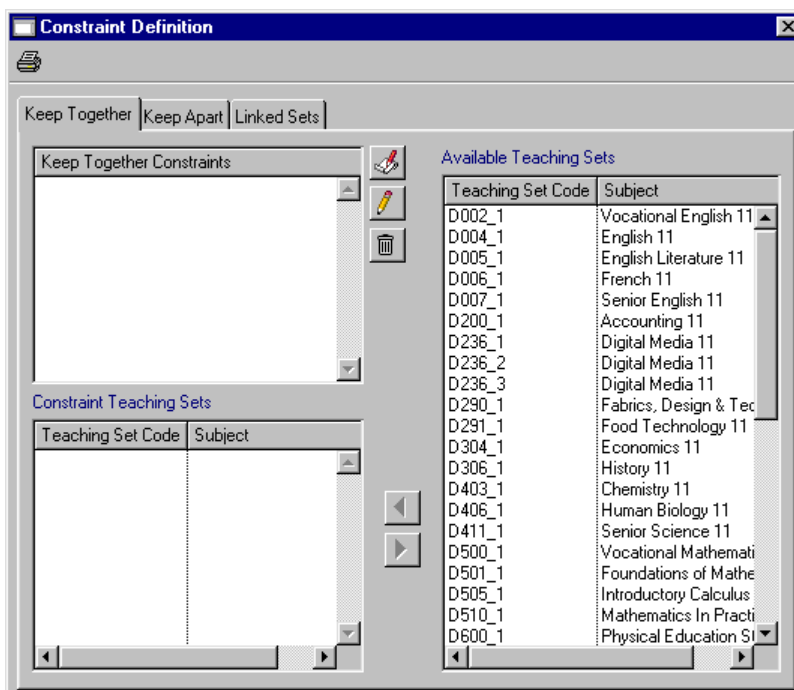 Constraint Definition
Keep Together Keep Apart Linked Sets
Keep Together Constraints
Constraint Teaching Sets
Teaching Set Code Subject
Available Teaching Sets
Teaching Set Code Subject
D002_1 Vocational English 11
D004_1 English 11
D005_1 English Literature 11
D006_1 French 11
D007_1 Senior English 11
D200_1 Accounting 11
D236_1 Digital Media 11
D236_2 Digital Media 11
D236_3 Digital Media 11
D290_1 Fabrics, Design & Tec
D291_1 Food Technology 11
D304_1 Economics 11
D306_1 History 11
D403_1 Chemistry 11
D406_1 Human Biology 11
D411_1 Senior Science 11
D500_1 Vocational Mathemati
D501_1 Foundations of Mathe
D505_1 Introductory Calculus
D510_1 Mathematics In Practi
D600_1 Physical Education S